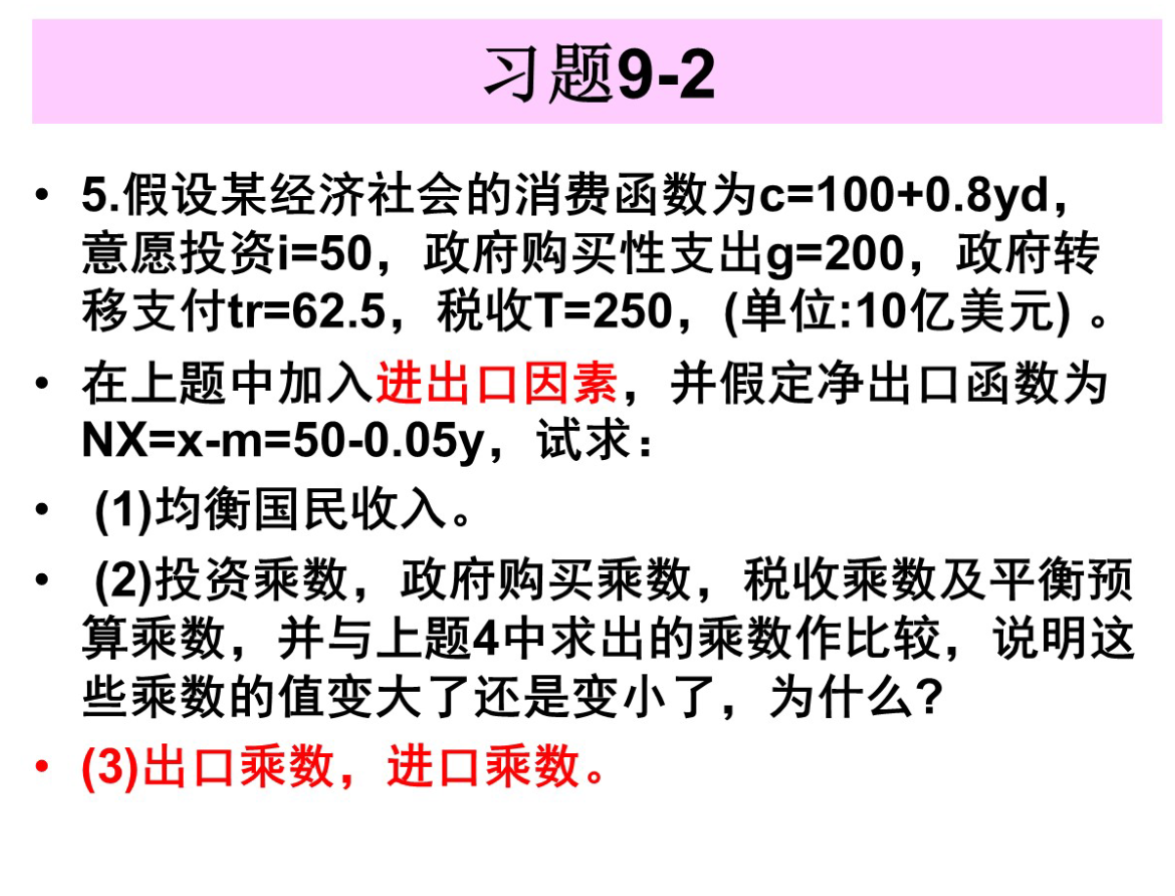 习题9-2
• 5.假设某经济社会的消费函数为c=100+0.8yd，
意愿投资i=50，政府购买性支出g=200，政府转
移支付tr=62.5，税收T=250，(单位:10亿美元) 。
• 在上题中加入进出口因素，并假定净出口函数为
NX=x-m=50-0.05y，试求：
• (1)均衡国民收入。
• (2)投资乘数，政府购买乘数，税收乘数及平衡预
算乘数，并与上题4中求出的乘数作比较，说明这
些乘数的值变大了还是变小了，为什么?
• (3)出口乘数，进口乘数。